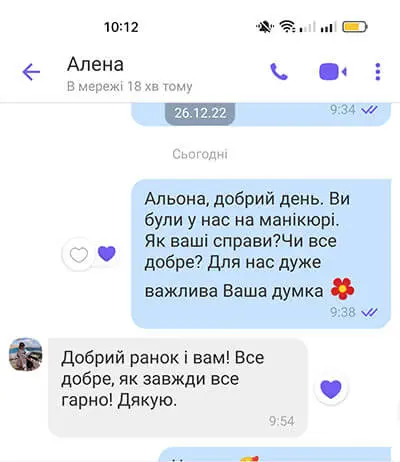 10:12
Алена
В мережі 18 хв тому
26.12.22
9:34
Сьогодні
Альона, добрий день. Ви
були у нас на манікюрі.
Як ваші справи?Чи все
добре? Для нас дуже
важлива Ваша думка
9:38
Добрий ранок і вам! Все
добре, як завжди все
гарно! Дякую.
9:54